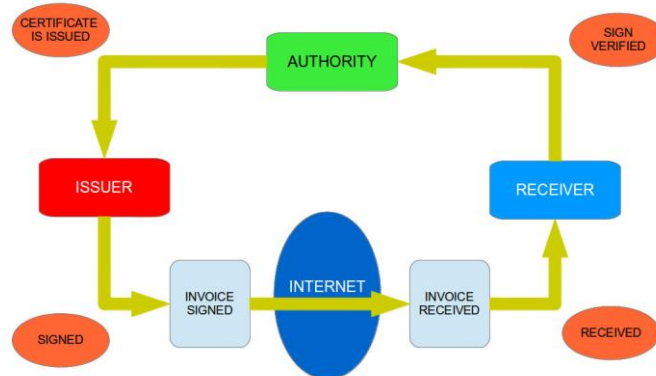 CERTIFICATE
IS ISSUED
SIGN
VERIFIED
AUTHORITY
ISSUER
RECEIVER
INTERNET
INVOICE
SIGNED
INVOICE
RECEIVED
SIGNED
RECEIVED